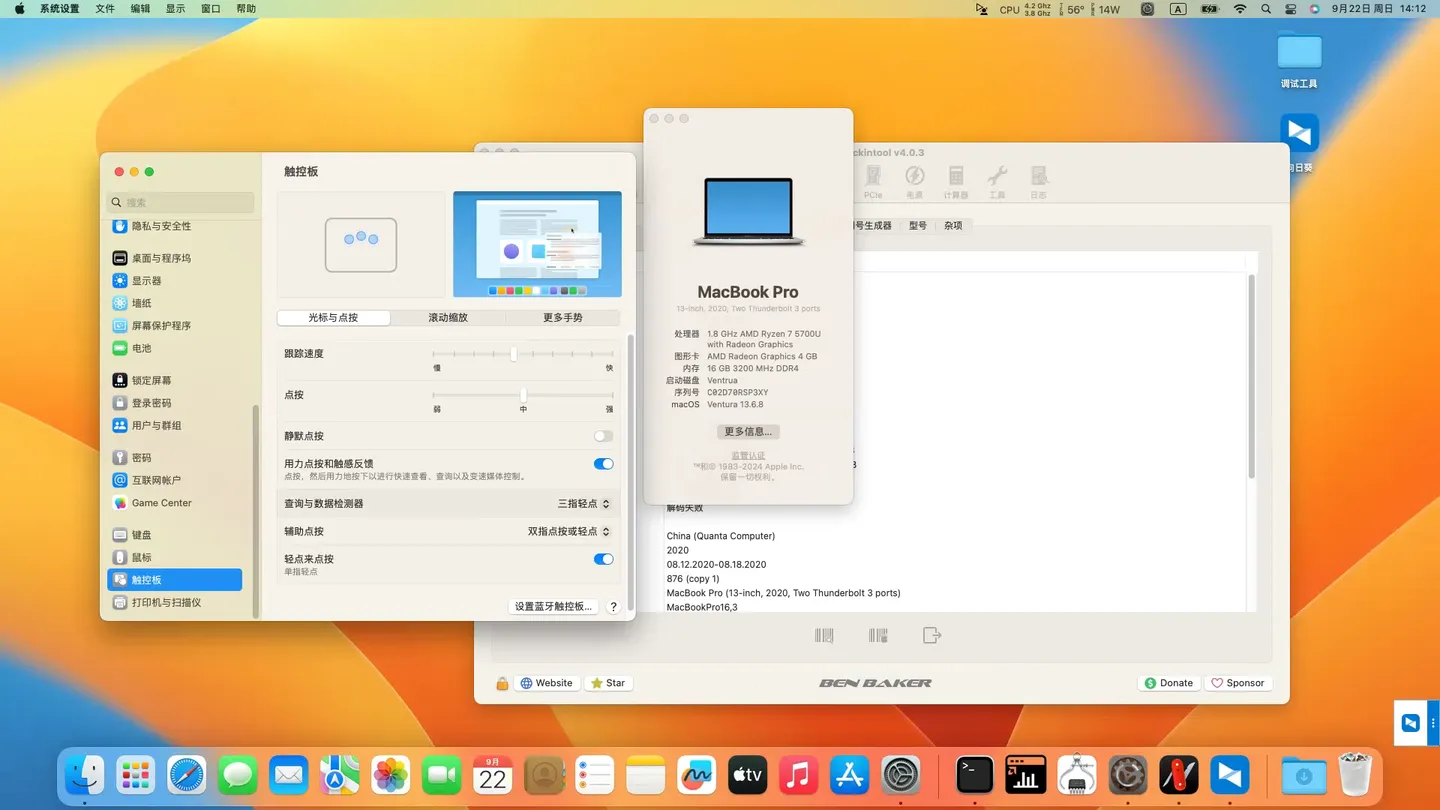 系统设置 文件 编辑 显示 窗口 帮助
CPU 4.2 Ghz 3.8 Ghz 56° 14W A 9月22日 周日 14:12
调试工具
触控板
搜索
隐私与安全性
桌面与程序坞
显示器
墙纸
屏幕保护程序
电池
锁定屏幕
登录密码
用户与群组
密码
互联网帐户
Game Center
键盘
鼠标
触控板
打印机与扫描仪
光标与点按 滚动缩放 更多手势
跟踪速度
慢 快
点按
弱 中 强
静默点按
用力点按和触感反馈
点按，然后用力地按下以进行快速查看、查询以及变速媒体控制。
查询与数据检测器 三指轻点
辅助点按 双指点按或轻点
轻点来点按
单指轻点
设置蓝牙触控板... ?
MacBook Pro
13-inch, 2020, Two Thunderbolt 3 ports
处理器 1.8 GHz AMD Ryzen 7 5700U
with Radeon Graphics
图形卡 AMD Radeon Graphics 4 GB
内存 16 GB 3200 MHz DDR4
启动磁盘 Ventrua
序列号 C02D70RSP3XY
macOS Ventura 13.6.8
更多信息...
监管认证
™和© 1983-2024 Apple Inc.
保留一切权利。
ckintool v4.0.3
PCIe 电源 计算器 工具 日志
号生成器 型号 杂项
解码失败
China (Quanta Computer)
2020
08.12.2020-08.18.2020
876 (copy 1)
MacBook Pro (13-inch, 2020, Two Thunderbolt 3 ports)
MacBookPro16,3
Website Star BEN BAKER Donate Sponsor
9月
22
tv